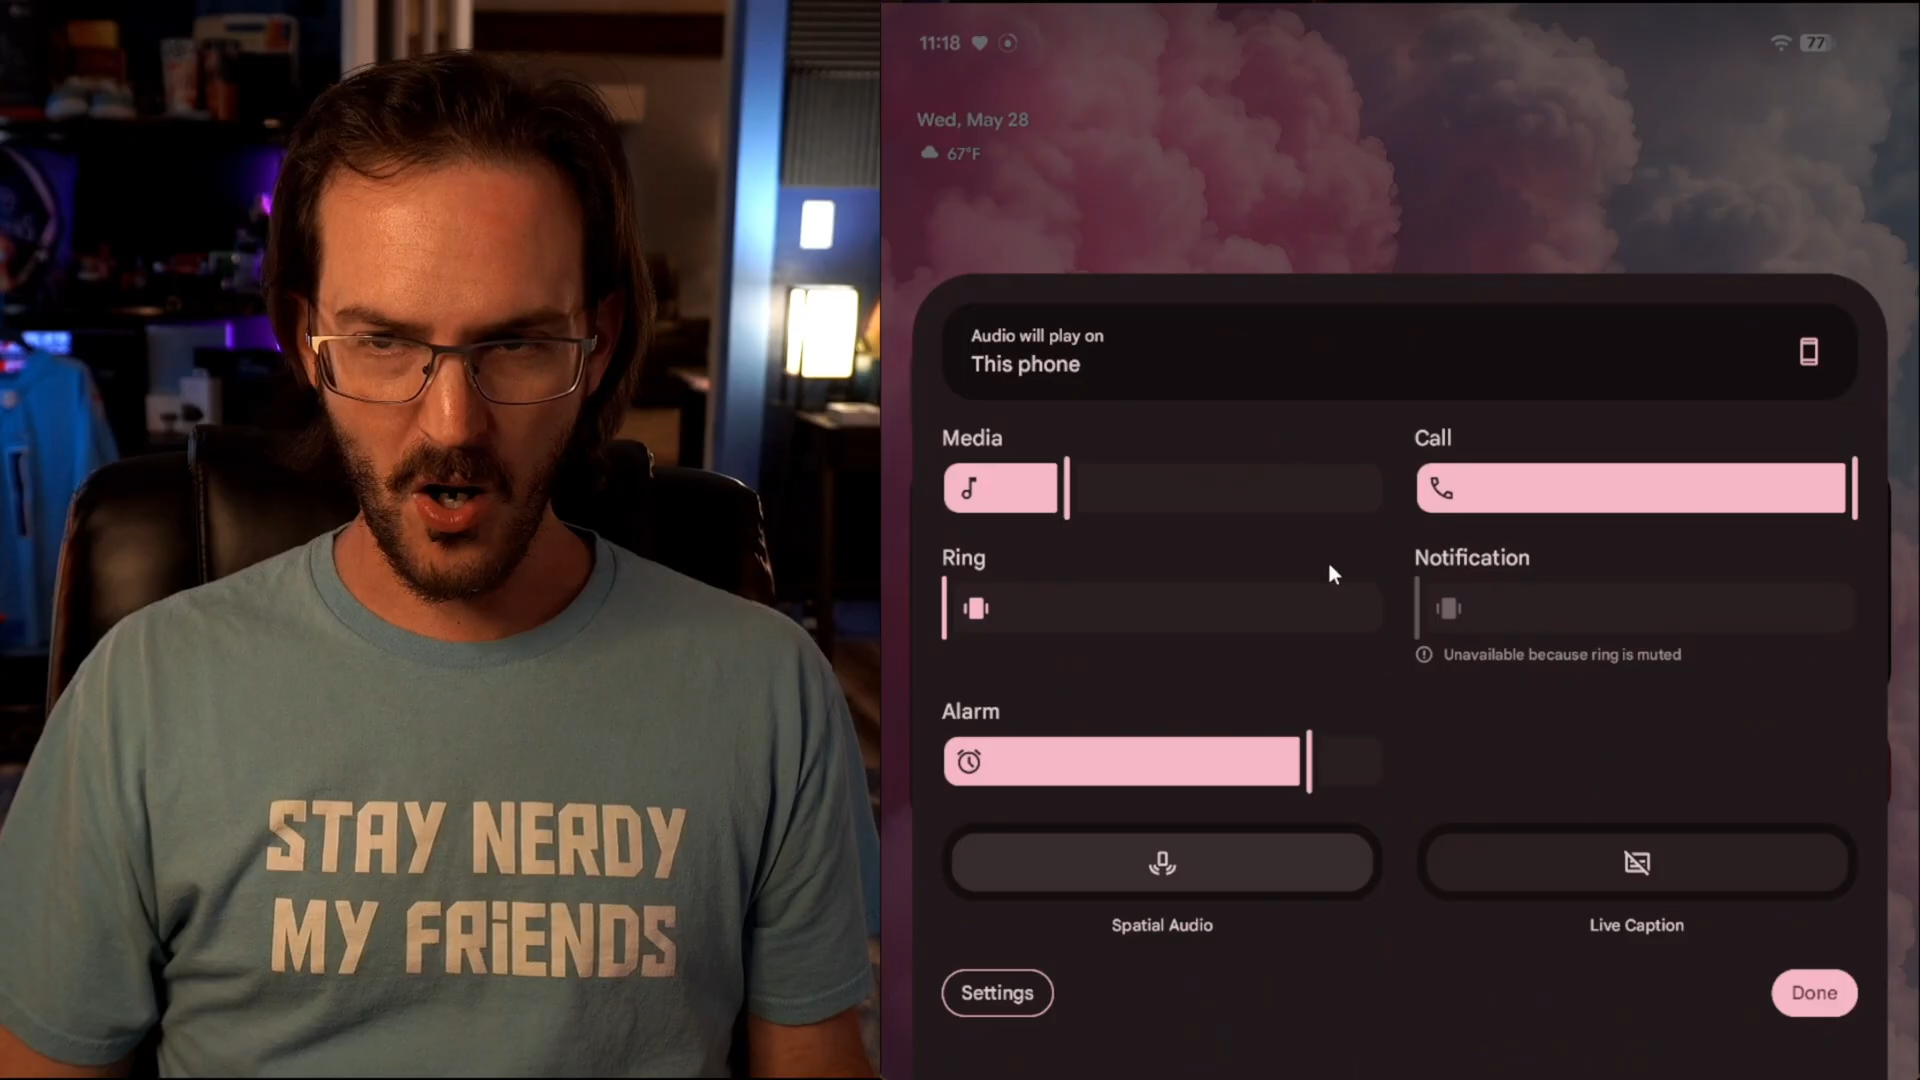 11:18
77
Wed, May 28
67°F
Audio will play on
This phone
Media
Call
Ring
Notification
Unavailable because ring is muted
Alarm
Spatial Audio
Live Caption
Settings
Done
STAY NERDY
MY FRiENDS